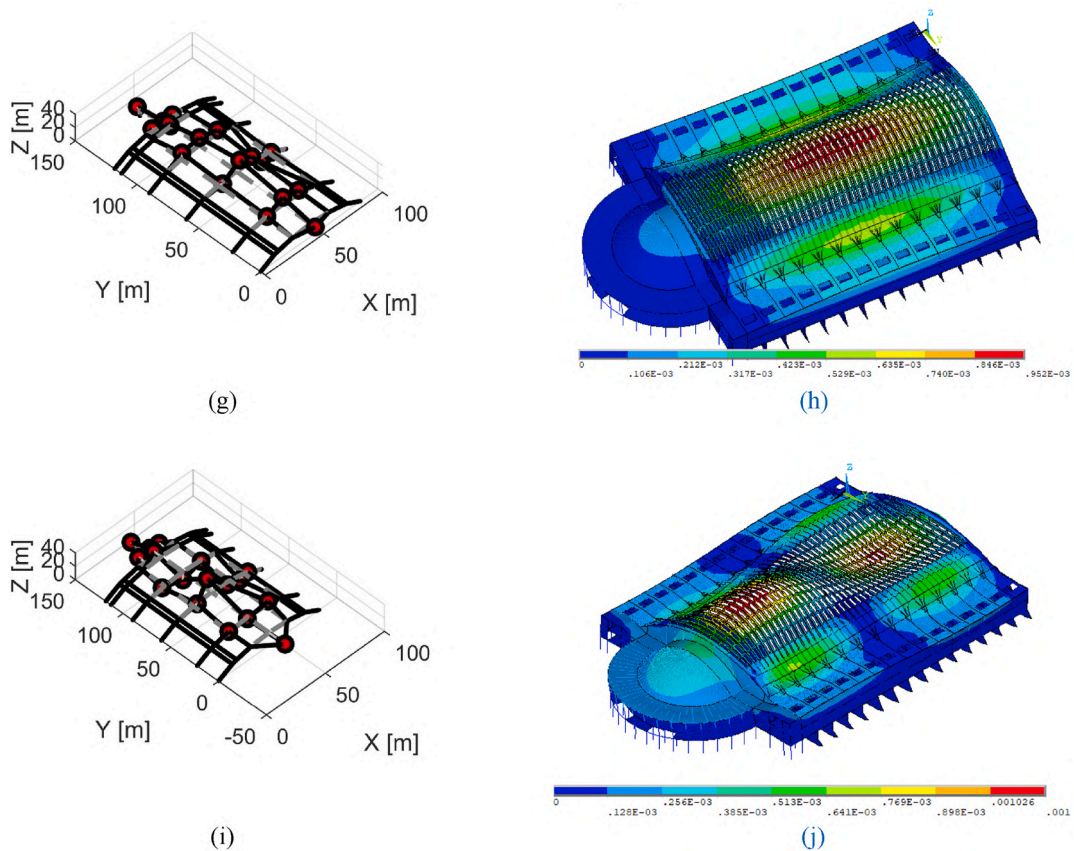 Z [m]
40
20
0
150
100
50
0
0
50
100
Y [m]
X [m]
Z
Y
0 .212E-03 .423E-03 .635E-03 .846E-03
.106E-03 .317E-03 .529E-03 .740E-03 .952E-03
(g)
(h)
Z [m]
40
20
0
150
100
50
0
-50
0
50
100
Y [m]
X [m]
Z
0 .256E-03 .513E-03 .769E-03 .001026
.128E-03 .385E-03 .641E-03 .898E-03 .001
(i)
(j)